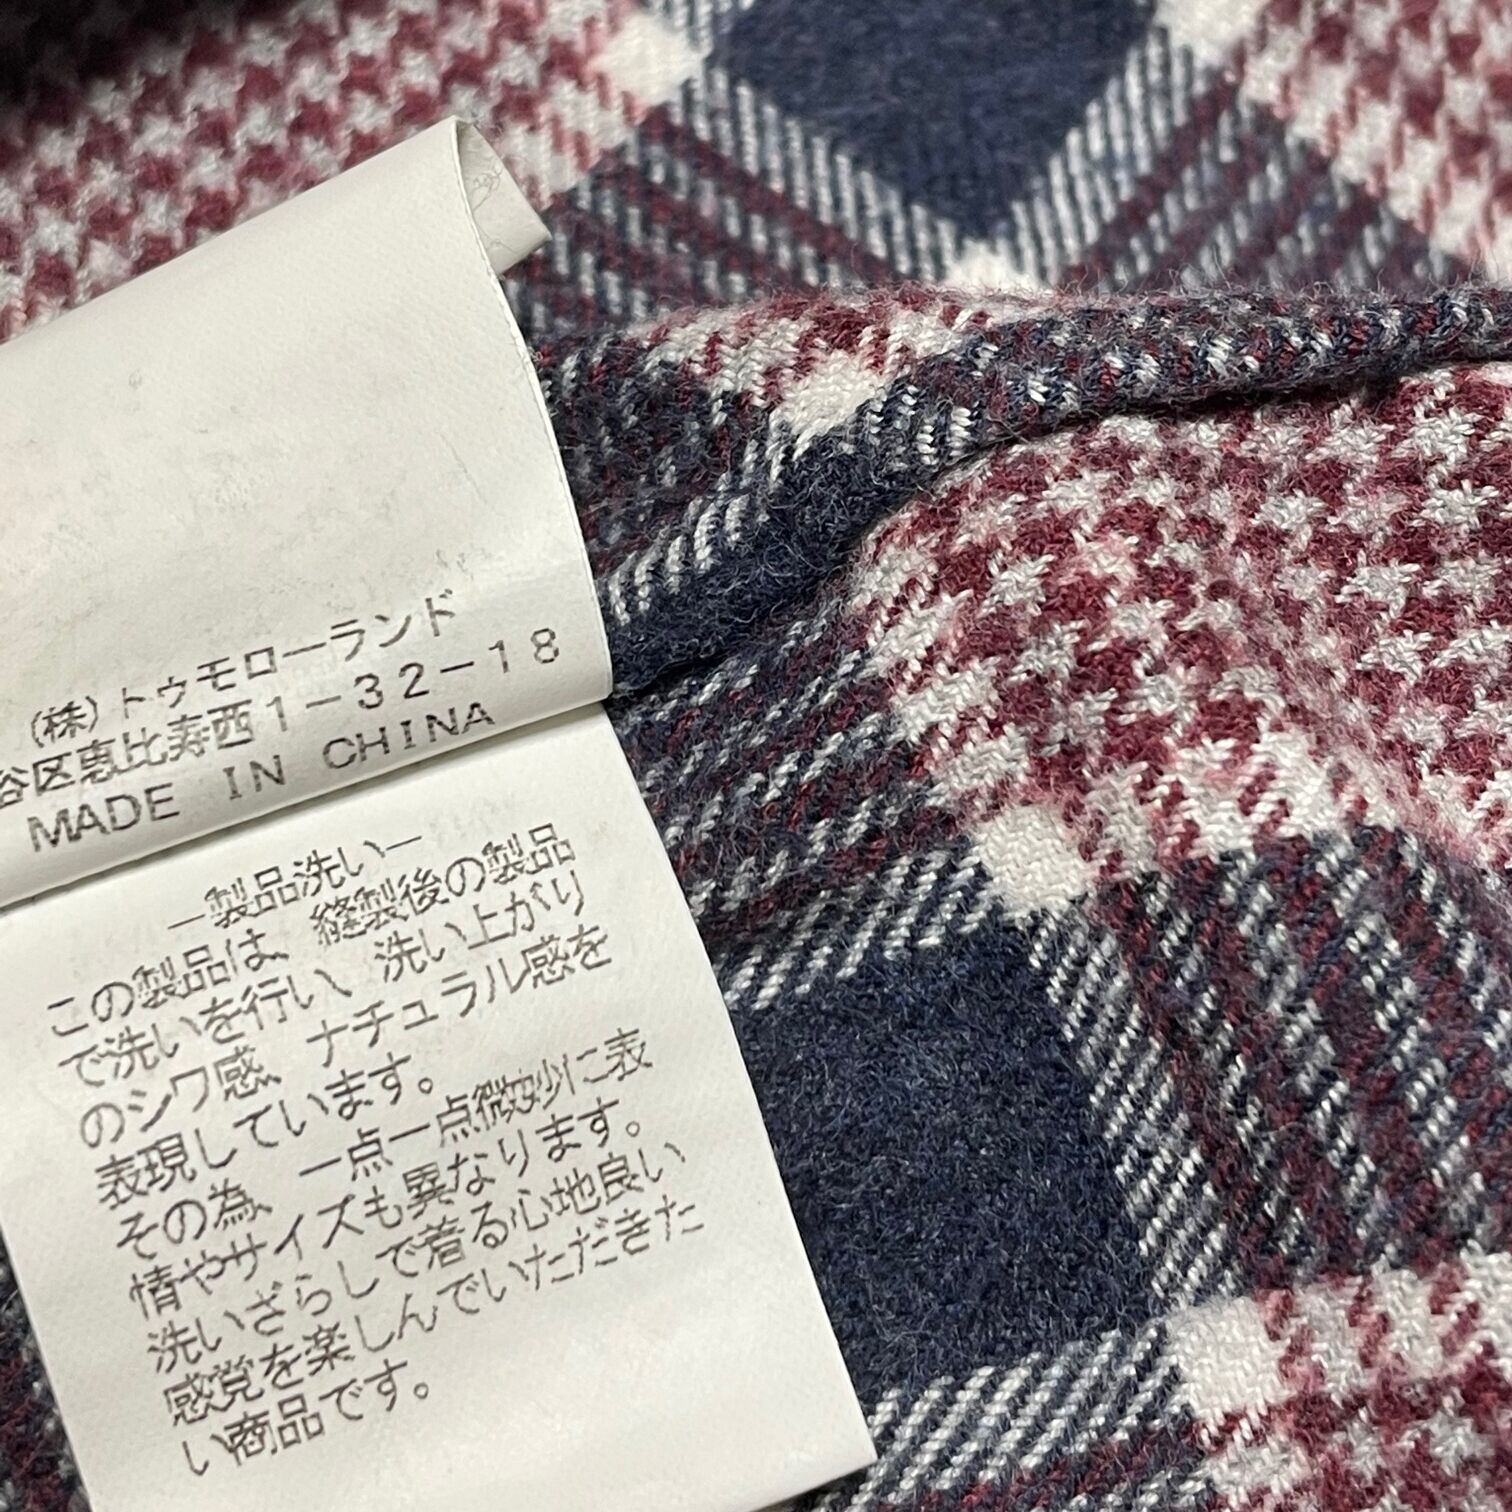 (株)トゥモローランド
谷区恵比寿西1-32-18
MADE IN CHINA
―製品洗い―
この製品は、縫製後の製品
で洗いを行い、洗い上がり
のシワ感、ナチュラル感を
表現しています。
その為、一点一点微妙に表
情やサイズも異なります。
洗いざらしで着る心地良い
感覚を楽しんでいただきた
い商品です。